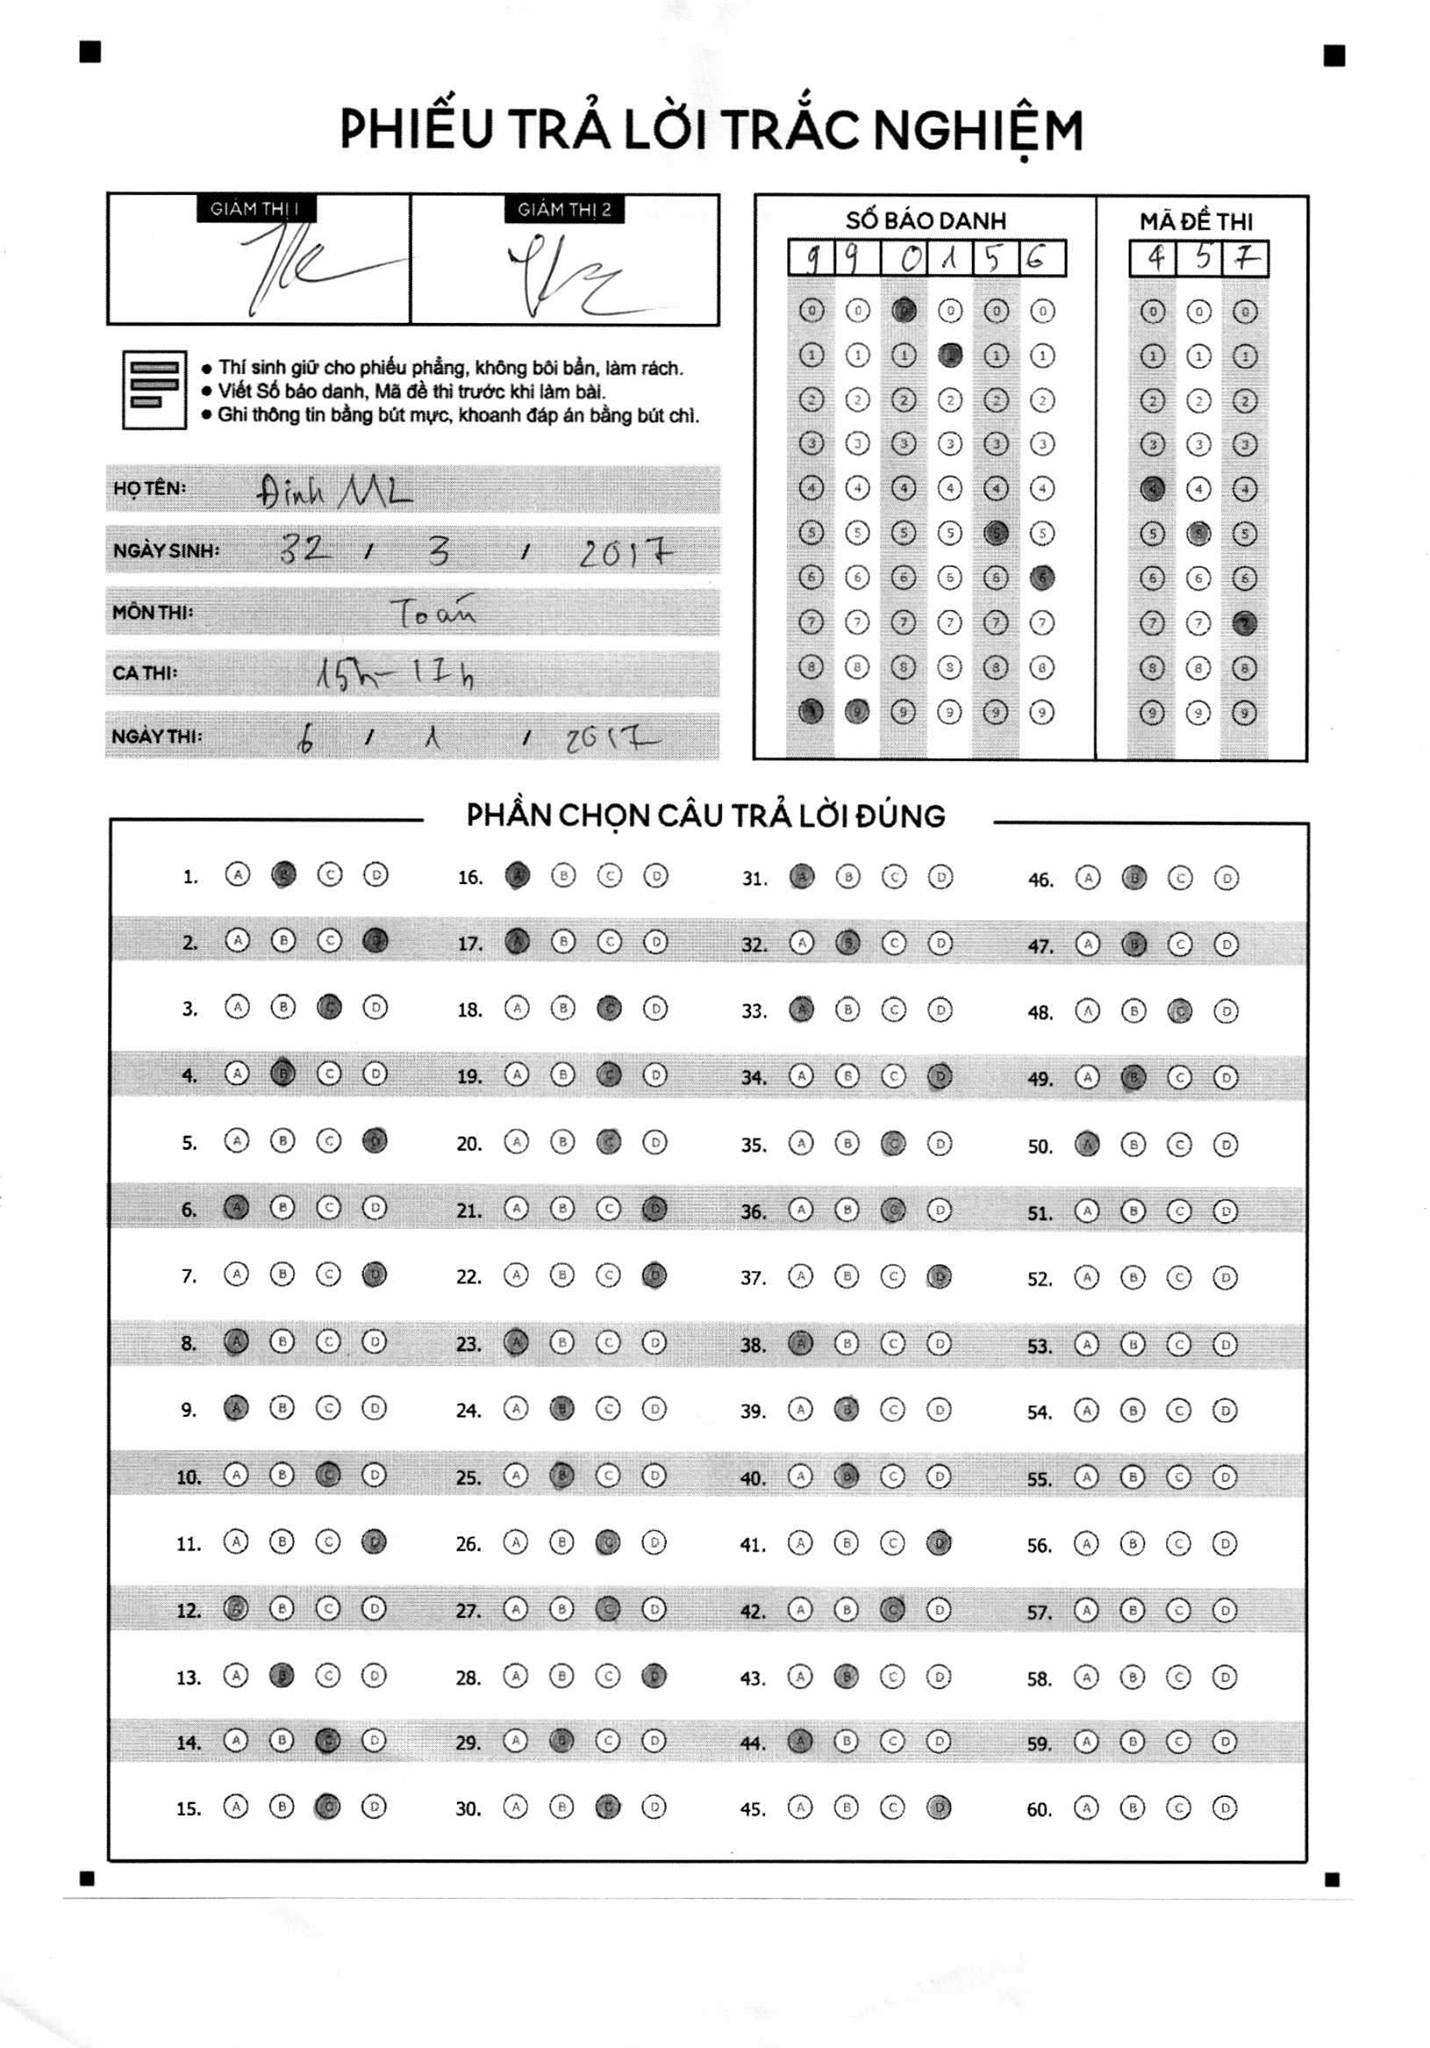 PHIẾU TRẢ LỜI TRẮC NGHIỆM
GIÁM THỊ 1
GIÁM THỊ 2
• Thí sinh giữ cho phiếu phẳng, không bôi bẩn, làm rách.
• Viết Số báo danh, Mã đề thi trước khi làm bài.
• Ghi thông tin bằng bút mực, khoanh đáp án bằng bút chì.
HỌ TÊN: Đinh ML
NGÀY SINH: 32 / 3 / 2017
MÔN THI: Toán
CA THI: 15h - 17h
NGÀY THI: 6 / 1 / 2017
SỐ BÁO DANH MÃ ĐỀ THI
9 9 0 1 5 6 4 5 7
0 0 0 0 0 0 0 0 0
1 1 1 1 1 1 1 1 1
2 2 2 2 2 2 2 2 2
3 3 3 3 3 3 3 3 3
4 4 4 4 4 4 4 4 4
5 5 5 5 5 5 5 5 5
6 6 6 6 6 6 6 6 6
7 7 7 7 7 7 7 7 7
8 8 8 8 8 8 8 8 8
9 9 9 9 9 9 9 9 9
PHẦN CHỌN CÂU TRẢ LỜI ĐÚNG
1. A B C D 16. A B C D 31. A B C D 46. A B C D
2. A B C D 17. A B C D 32. A B C D 47. A B C D
3. A B C D 18. A B C D 33. A B C D 48. A B C D
4. A B C D 19. A B C D 34. A B C D 49. A B C D
5. A B C D 20. A B C D 35. A B C D 50. A B C D
6. A B C D 21. A B C D 36. A B C D 51. A B C D
7. A B C D 22. A B C D 37. A B C D 52. A B C D
8. A B C D 23. A B C D 38. A B C D 53. A B C D
9. A B C D 24. A B C D 39. A B C D 54. A B C D
10. A B C D 25. A B C D 40. A B C D 55. A B C D
11. A B C D 26. A B C D 41. A B C D 56. A B C D
12. A B C D 27. A B C D 42. A B C D 57. A B C D
13. A B C D 28. A B C D 43. A B C D 58. A B C D
14. A B C D 29. A B C D 44. A B C D 59. A B C D
15. A B C D 30. A B C D 45. A B C D 60. A B C D